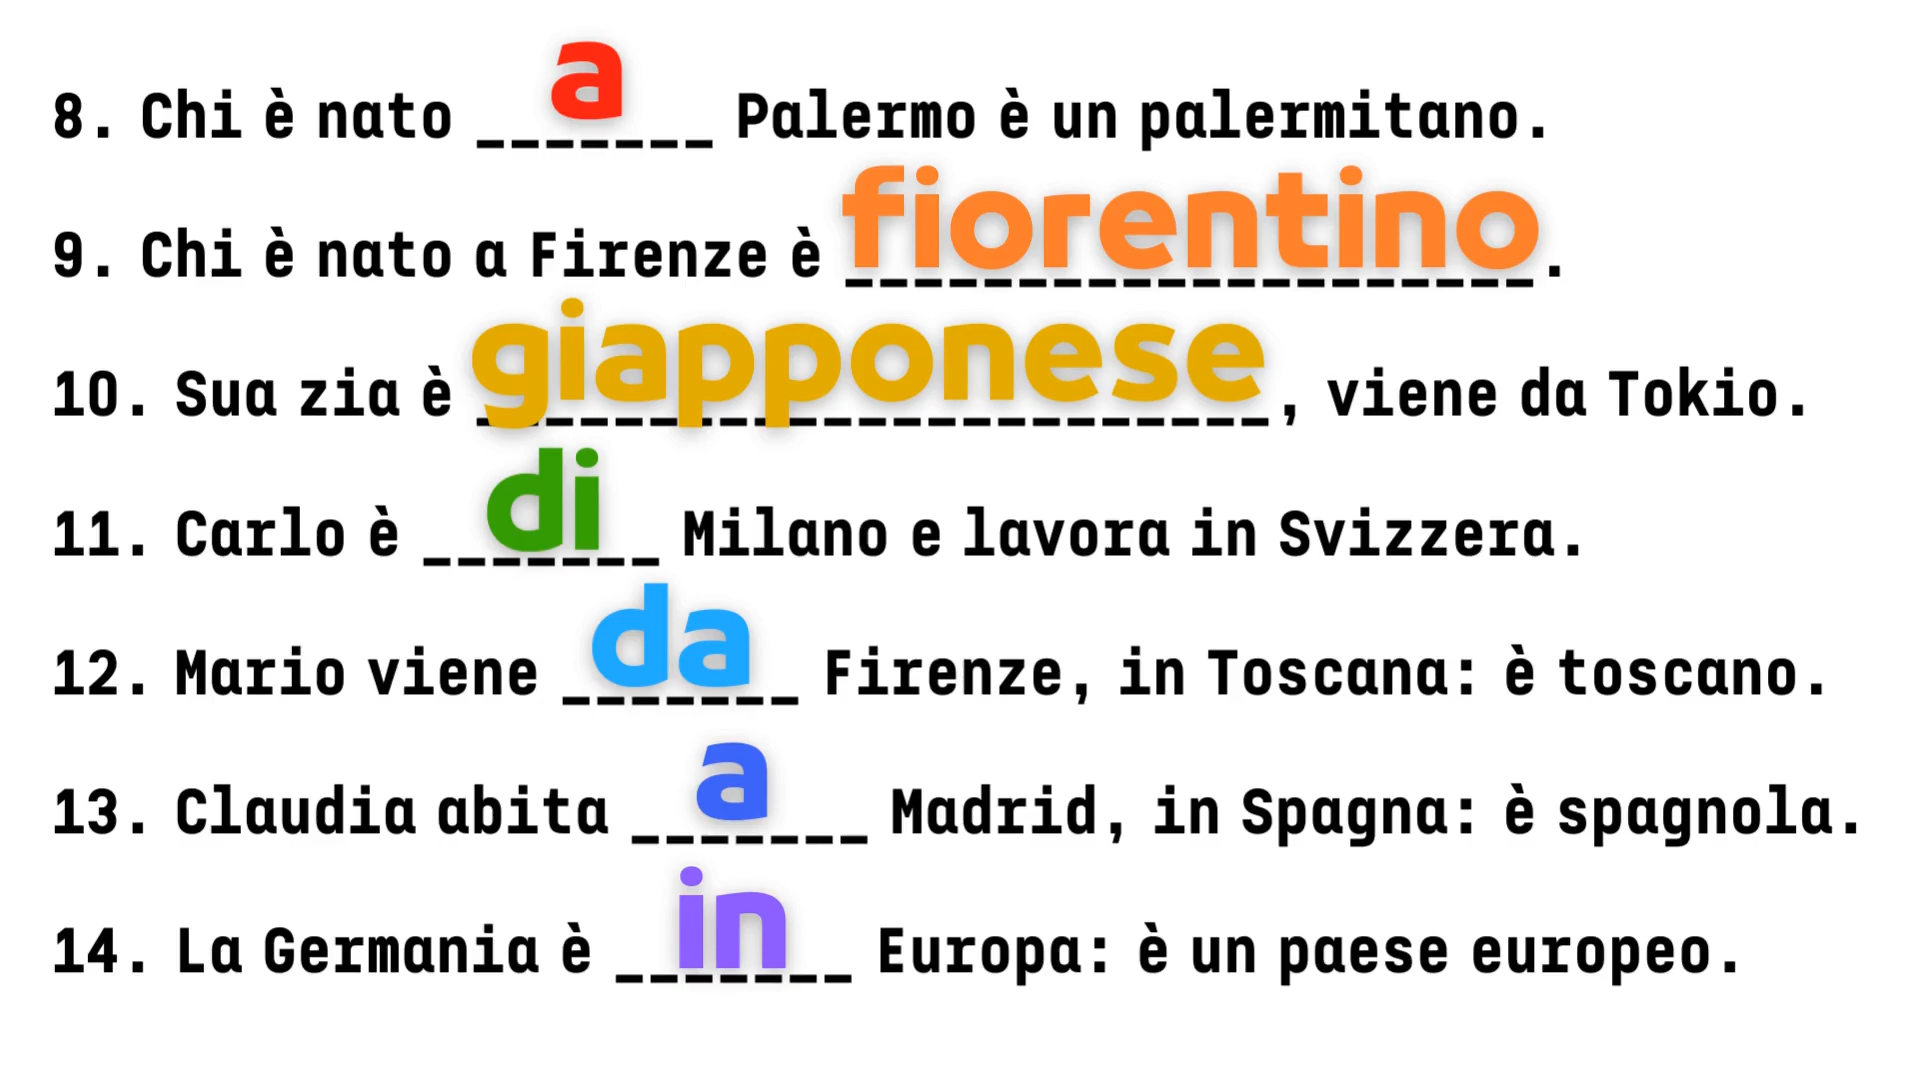 8. Chi è nato a Palermo è un palermitano.
9. Chi è nato a Firenze è fiorentino.
10. Sua zia è giapponese, viene da Tokio.
11. Carlo è di Milano e lavora in Svizzera.
12. Mario viene da Firenze, in Toscana: è toscano.
13. Claudia abita a Madrid, in Spagna: è spagnola.
14. La Germania è in Europa: è un paese europeo.